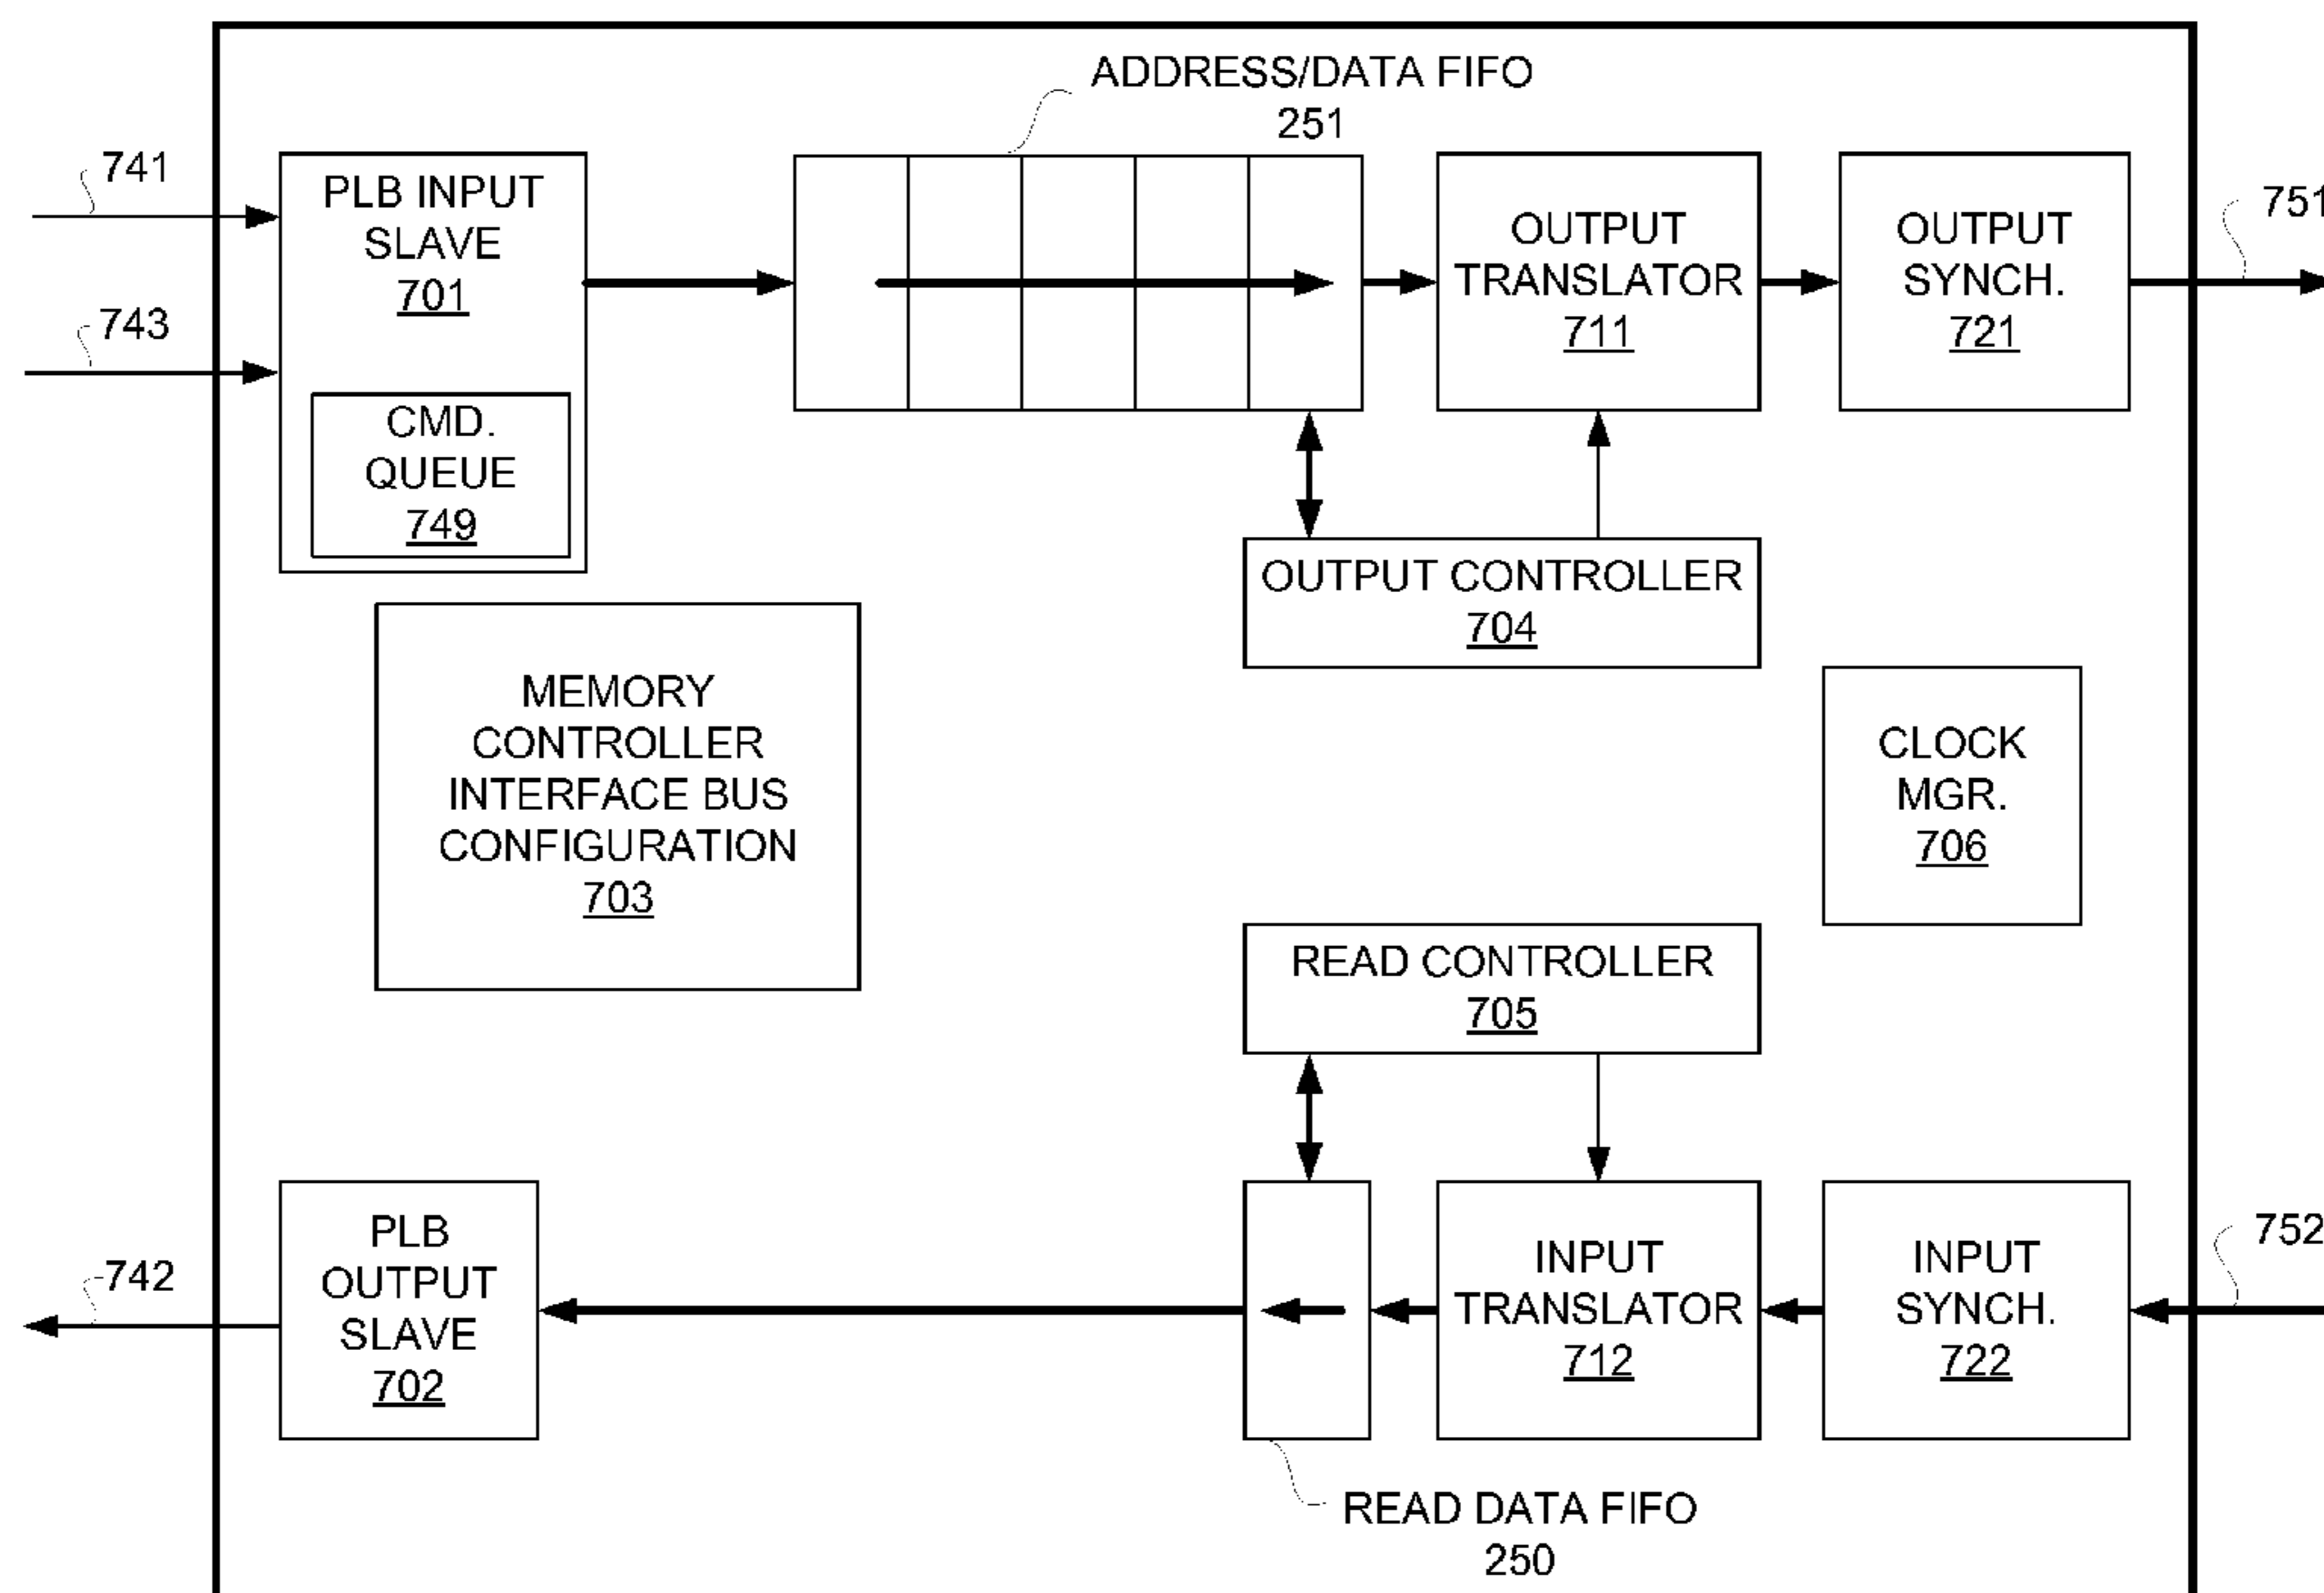 ADDRESS/DATA FIFO
251
741
743
PLB INPUT
SLAVE
701
CMD.
QUEUE
749
OUTPUT
TRANSLATOR
711
OUTPUT
SYNCH.
721
751
OUTPUT CONTROLLER
704
MEMORY
CONTROLLER
INTERFACE BUS
CONFIGURATION
703
CLOCK
MGR.
706
READ CONTROLLER
705
742
PLB
OUTPUT
SLAVE
702
INPUT
TRANSLATOR
712
INPUT
SYNCH.
722
752
READ DATA FIFO
250